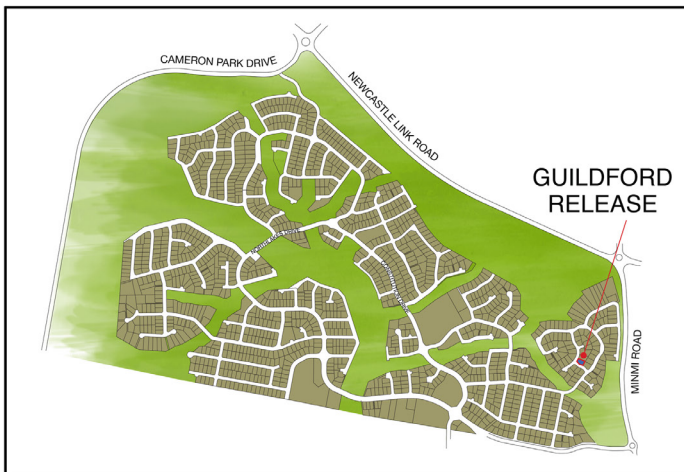 CAMERON PARK DRIVE
NEWCASTLE LINK ROAD
GUILDFORD
RELEASE
MINMI ROAD